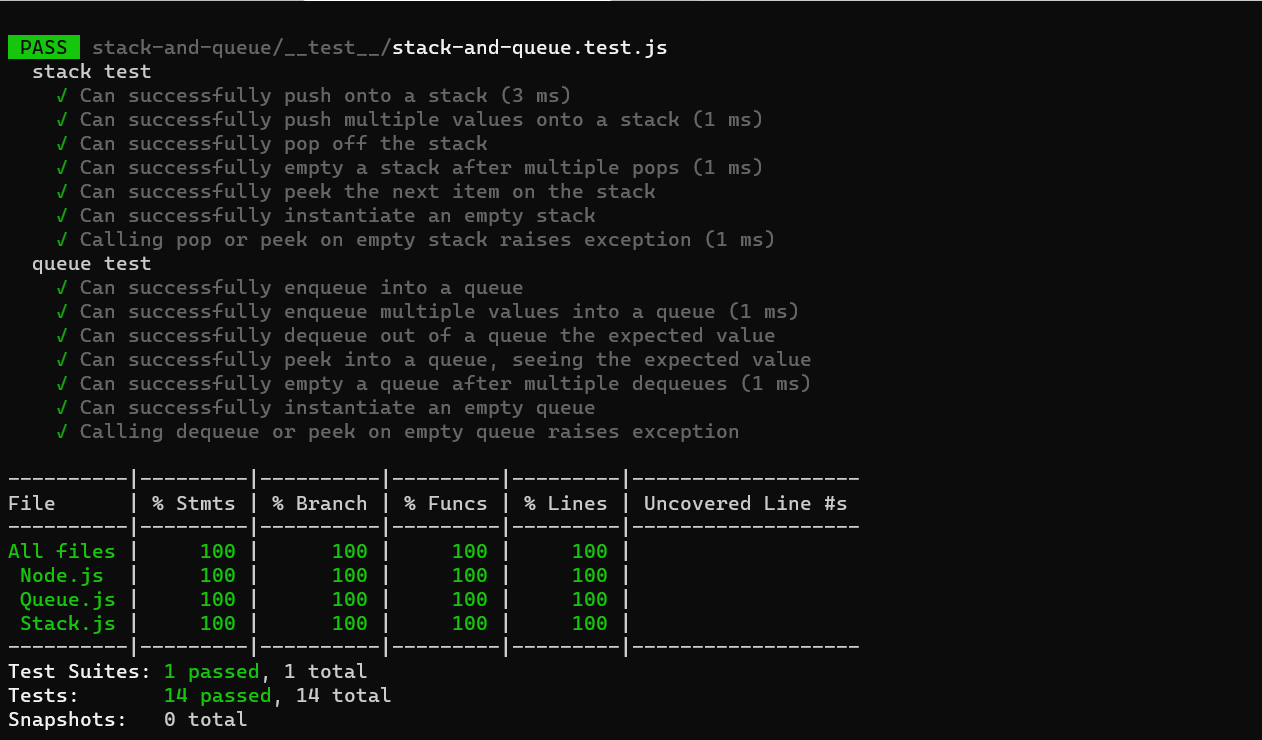 PASS stack-and-queue/__test__/stack-and-queue.test.js
stack test
√ Can successfully push onto a stack (3 ms)
√ Can successfully push multiple values onto a stack (1 ms)
√ Can successfully pop off the stack
√ Can successfully empty a stack after multiple pops (1 ms)
√ Can successfully peek the next item on the stack
√ Can successfully instantiate an empty stack
√ Calling pop or peek on empty stack raises exception (1 ms)
queue test
√ Can successfully enqueue into a queue
√ Can successfully enqueue multiple values into a queue (1 ms)
√ Can successfully dequeue out of a queue the expected value
√ Can successfully peek into a queue, seeing the expected value
√ Can successfully empty a queue after multiple dequeues (1 ms)
√ Can successfully instantiate an empty queue
√ Calling dequeue or peek on empty queue raises exception
----------|---------|----------|---------|---------|-------------------
File      | % Stmts | % Branch | % Funcs | % Lines | Uncovered Line #s
----------|---------|----------|---------|---------|-------------------
All files |     100 |      100 |     100 |     100 |
 Node.js  |     100 |      100 |     100 |     100 |
 Queue.js |     100 |      100 |     100 |     100 |
 Stack.js |     100 |      100 |     100 |     100 |
----------|---------|----------|---------|---------|-------------------
Test Suites: 1 passed, 1 total
Tests:       14 passed, 14 total
Snapshots:   0 total